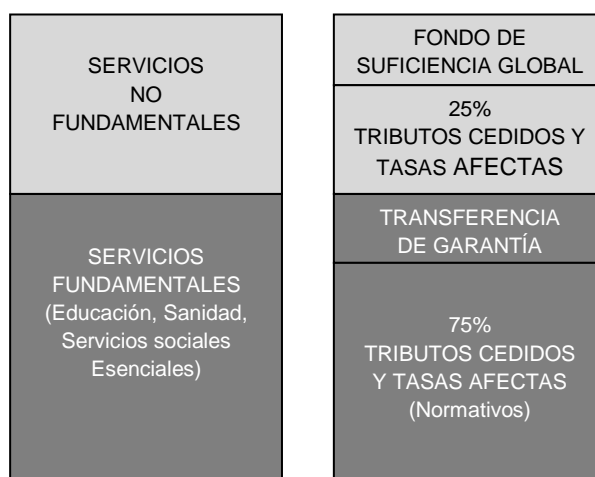 SERVICIOS
NO
FUNDAMENTALES
SERVICIOS
FUNDAMENTALES
(Educación, Sanidad,
Servicios sociales
Esenciales)
FONDO DE
SUFICIENCIA GLOBAL
25%
TRIBUTOS CEDIDOS Y
TASAS AFECTAS
TRANSFERENCIA
DE GARANTÍA
75%
TRIBUTOS CEDIDOS
Y TASAS AFECTAS
(Normativos)